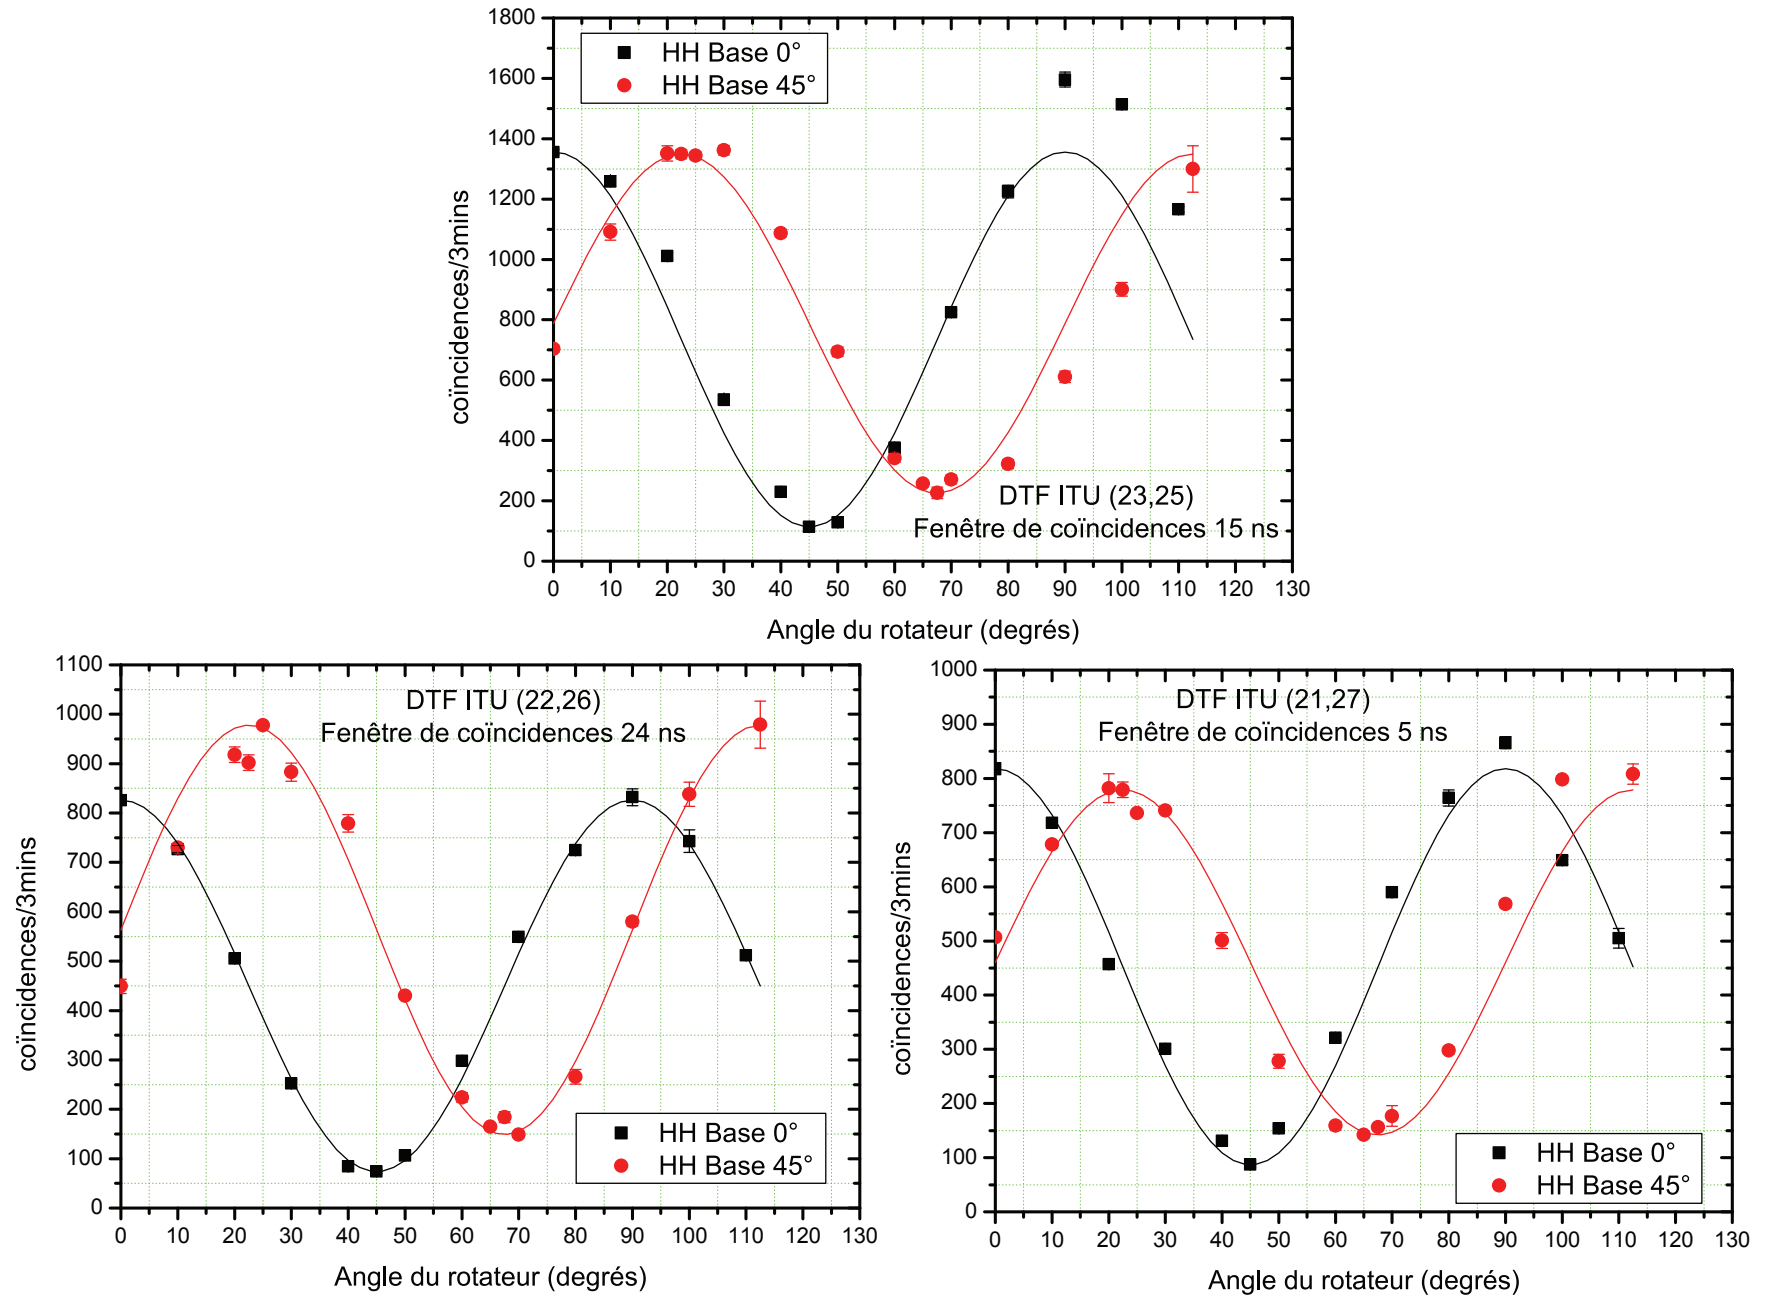 1800
1600
1400
1200
1000
800
600
400
200
0
coïncidences/3mins
HH Base 0°
HH Base 45°
DTF ITU (23,25)
Fenêtre de coïncidences 15 ns
0 10 20 30 40 50 60 70 80 90 100 110 120 130
Angle du rotateur (degrés)
1100
1000
900
800
700
600
500
400
300
200
100
0
coïncidences/3mins
DTF ITU (22,26)
Fenêtre de coïncidences 24 ns
HH Base 0°
HH Base 45°
0 10 20 30 40 50 60 70 80 90 100 110 120 130
Angle du rotateur (degrés)
1000
900
800
700
600
500
400
300
200
100
0
coïncidences/3mins
DTF ITU (21,27)
Fenêtre de coïncidences 5 ns
HH Base 0°
HH Base 45°
0 10 20 30 40 50 60 70 80 90 100 110 120 130
Angle du rotateur (degrés)